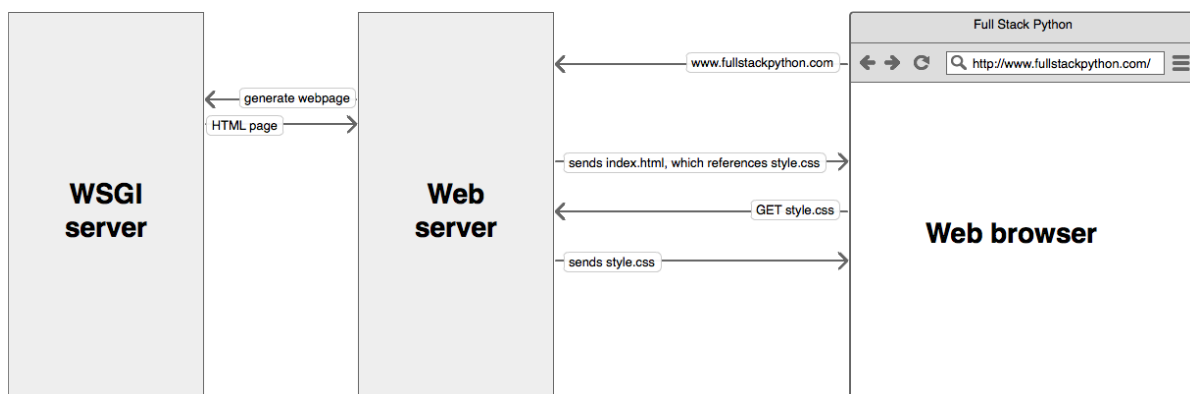 Full Stack Python
www.fullstackpython.com
http://www.fullstackpython.com/
generate webpage
HTML page
sends index.html, which references style.css
WSGI
server
Web
server
GET style.css
Web browser
sends style.css